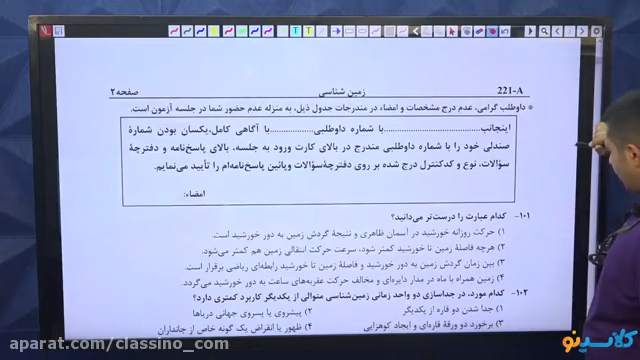 221-A زمین شناسی صفحه ۲
* داوطلب گرامی، عدم درج مشخصات و امضاء در مندرجات جدول ذیل، به منزله عدم حضور شما در جلسه آزمون است.
اینجانب.......................................با شماره داوطلبی..................با آگاهی کامل، یکسان بودن شمارهٔ
صندلی خود را با شماره داوطلبی مندرج در بالای کارت ورود به جلسه، بالای پاسخ‌نامه و دفترچهٔ
سؤالات، نوع و کدکنترل درج شده بر روی دفترچهٔ سؤالات و پائین پاسخ‌نامه‌ام را تأیید می‌نمایم.
امضاء:
۱۰۱- کدام عبارت را درست‌تر می‌دانید؟
۱) حرکت روزانه خورشید در آسمان ظاهری و نتیجهٔ گردش زمین به دور خورشید است.
۲) هرچه فاصلهٔ زمین تا خورشید کمتر شود، سرعت حرکت انتقالی زمین هم کمتر می‌شود.
۳) بین زمان گردش زمین به دور خورشید و فاصلهٔ زمین تا خورشید رابطه‌ای ریاضی برقرار است.
۴) زمین همراه با ماه در مدار دایره‌ای و مخالف حرکت عقربه‌های ساعت به دور خورشید می‌گردد.
۱۰۲- کدام مورد، در جداسازی دو واحد زمانی زمین‌شناسی متوالی از یکدیگر کاربرد کمتری دارد؟
۱) جدا شدن دو قاره از یکدیگر ۲) پیشروی یا پسروی جهانی دریاها
۳) برخورد دو ورقهٔ قاره‌ای و ایجاد کوهزایی ۴) ظهور یا انقراض یک گونه خاص از جانداران
aparat.com/classino_com
کلاسینو